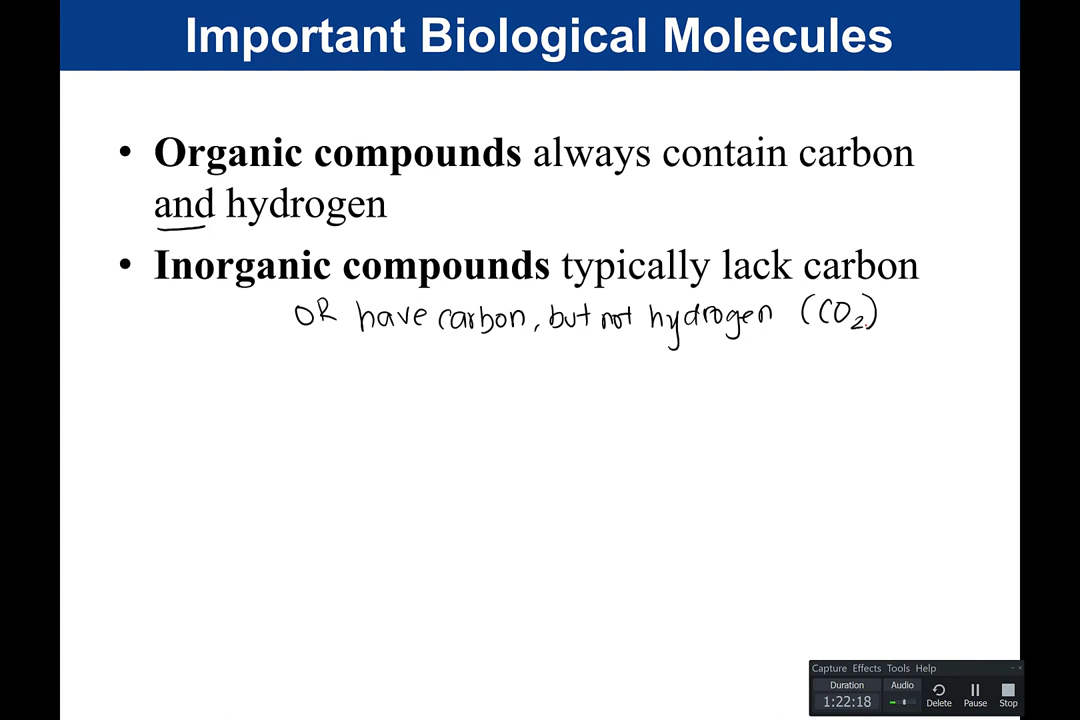 Important Biological Molecules
• Organic compounds always contain carbon
and hydrogen
• Inorganic compounds typically lack carbon
OR have carbon, but not hydrogen (CO₂)
Capture Effects Tools Help
Duration Audio
1:22:18 Delete Pause Stop